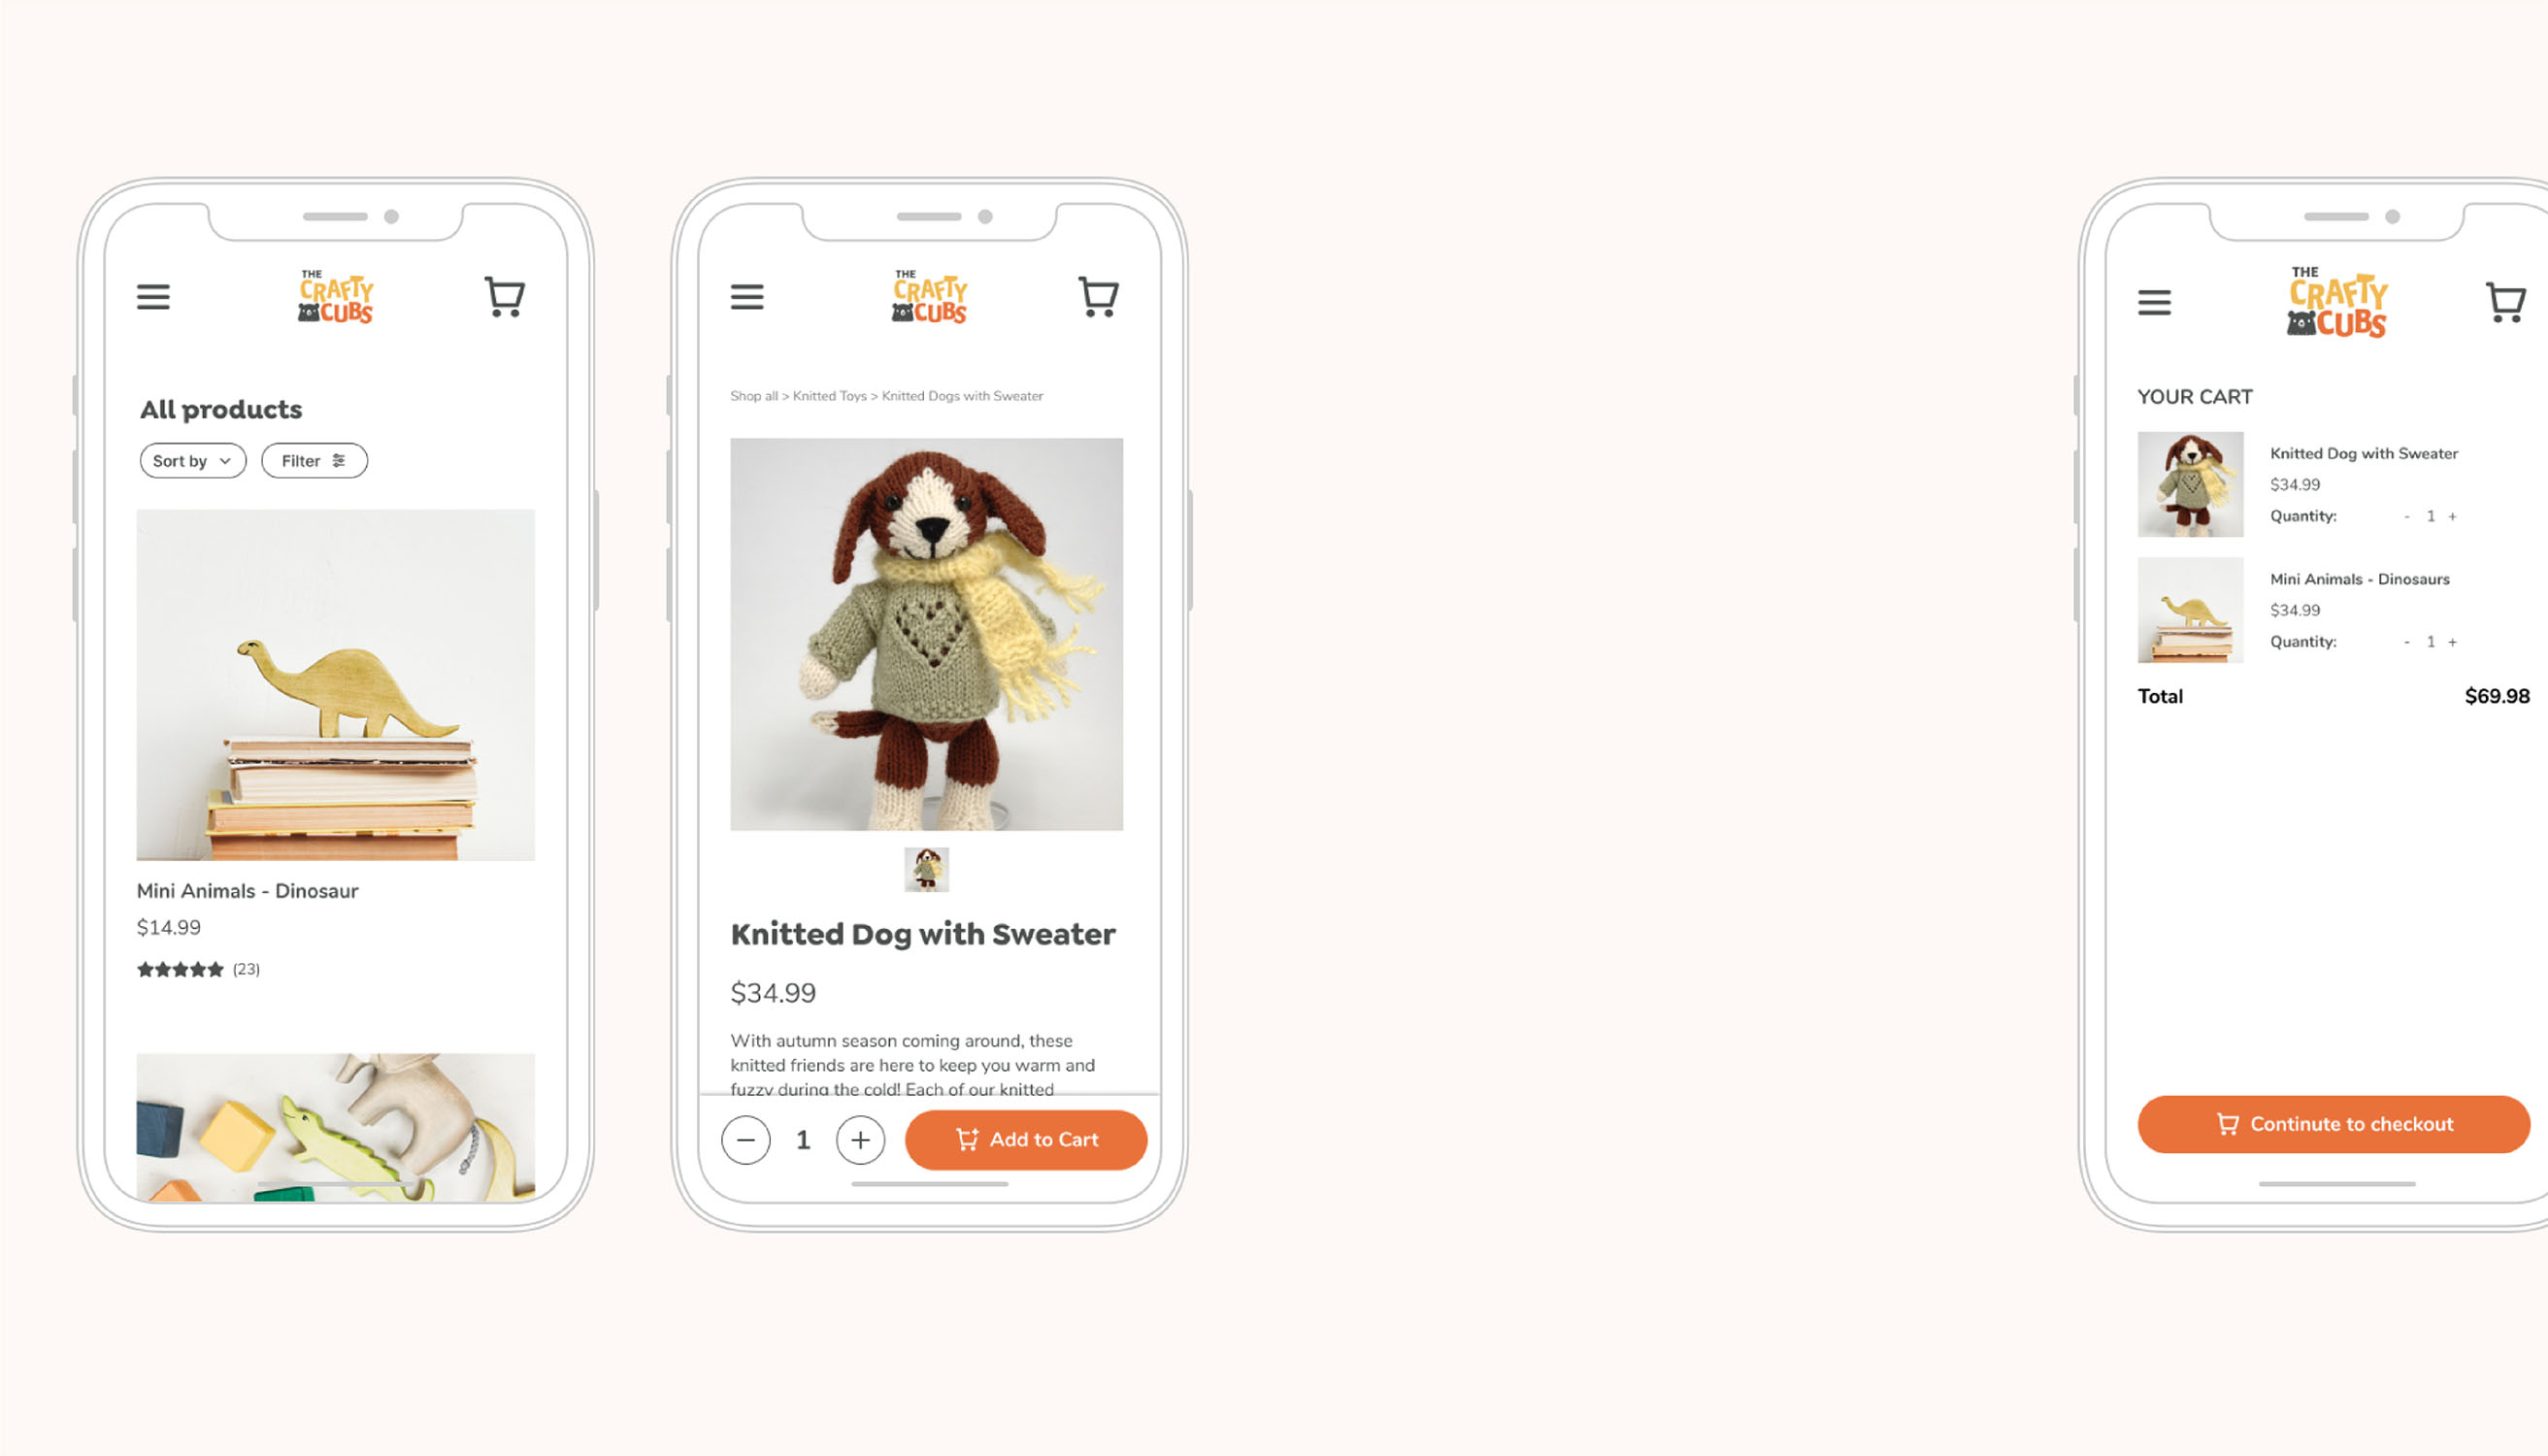 THE
CRAFTY
CUBS
All products
Sort by
Filter
Mini Animals - Dinosaur
$14.99
(23)
THE
CRAFTY
CUBS
Shop all > Knitted Toys > Knitted Dogs with Sweater
Knitted Dog with Sweater
$34.99
With autumn season coming around, these
knitted friends are here to keep you warm and
fuzzy during the cold! Each of our knitted
1
Add to Cart
THE
CRAFTY
CUBS
YOUR CART
Knitted Dog with Sweater
$34.99
Quantity: - 1 +
Mini Animals - Dinosaurs
$34.99
Quantity: - 1 +
Total $69.98
Continute to checkout